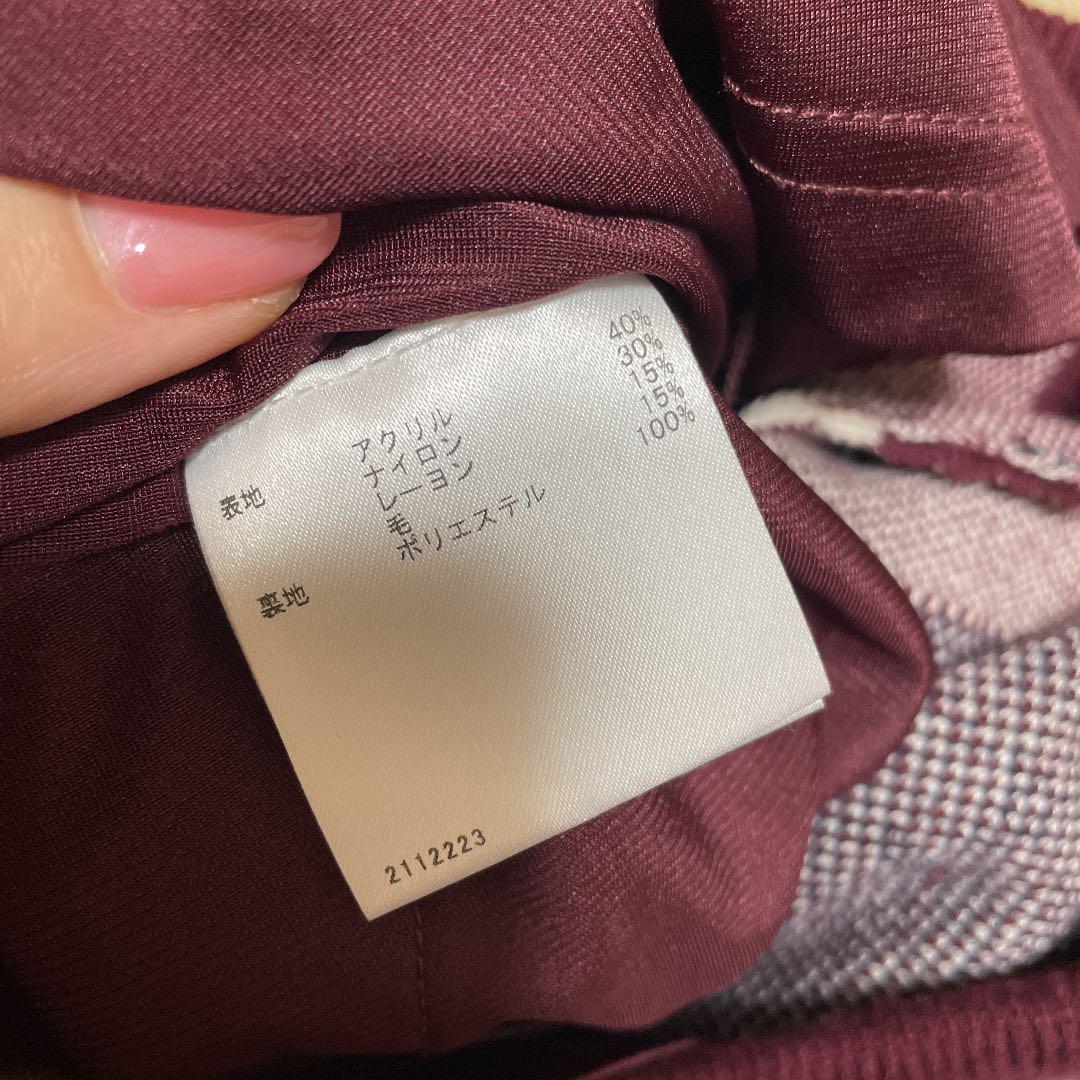 表地 アクリル 40%
ナイロン 30%
レーヨン 15%
毛 15%
裏地 ポリエステル 100%
2112223